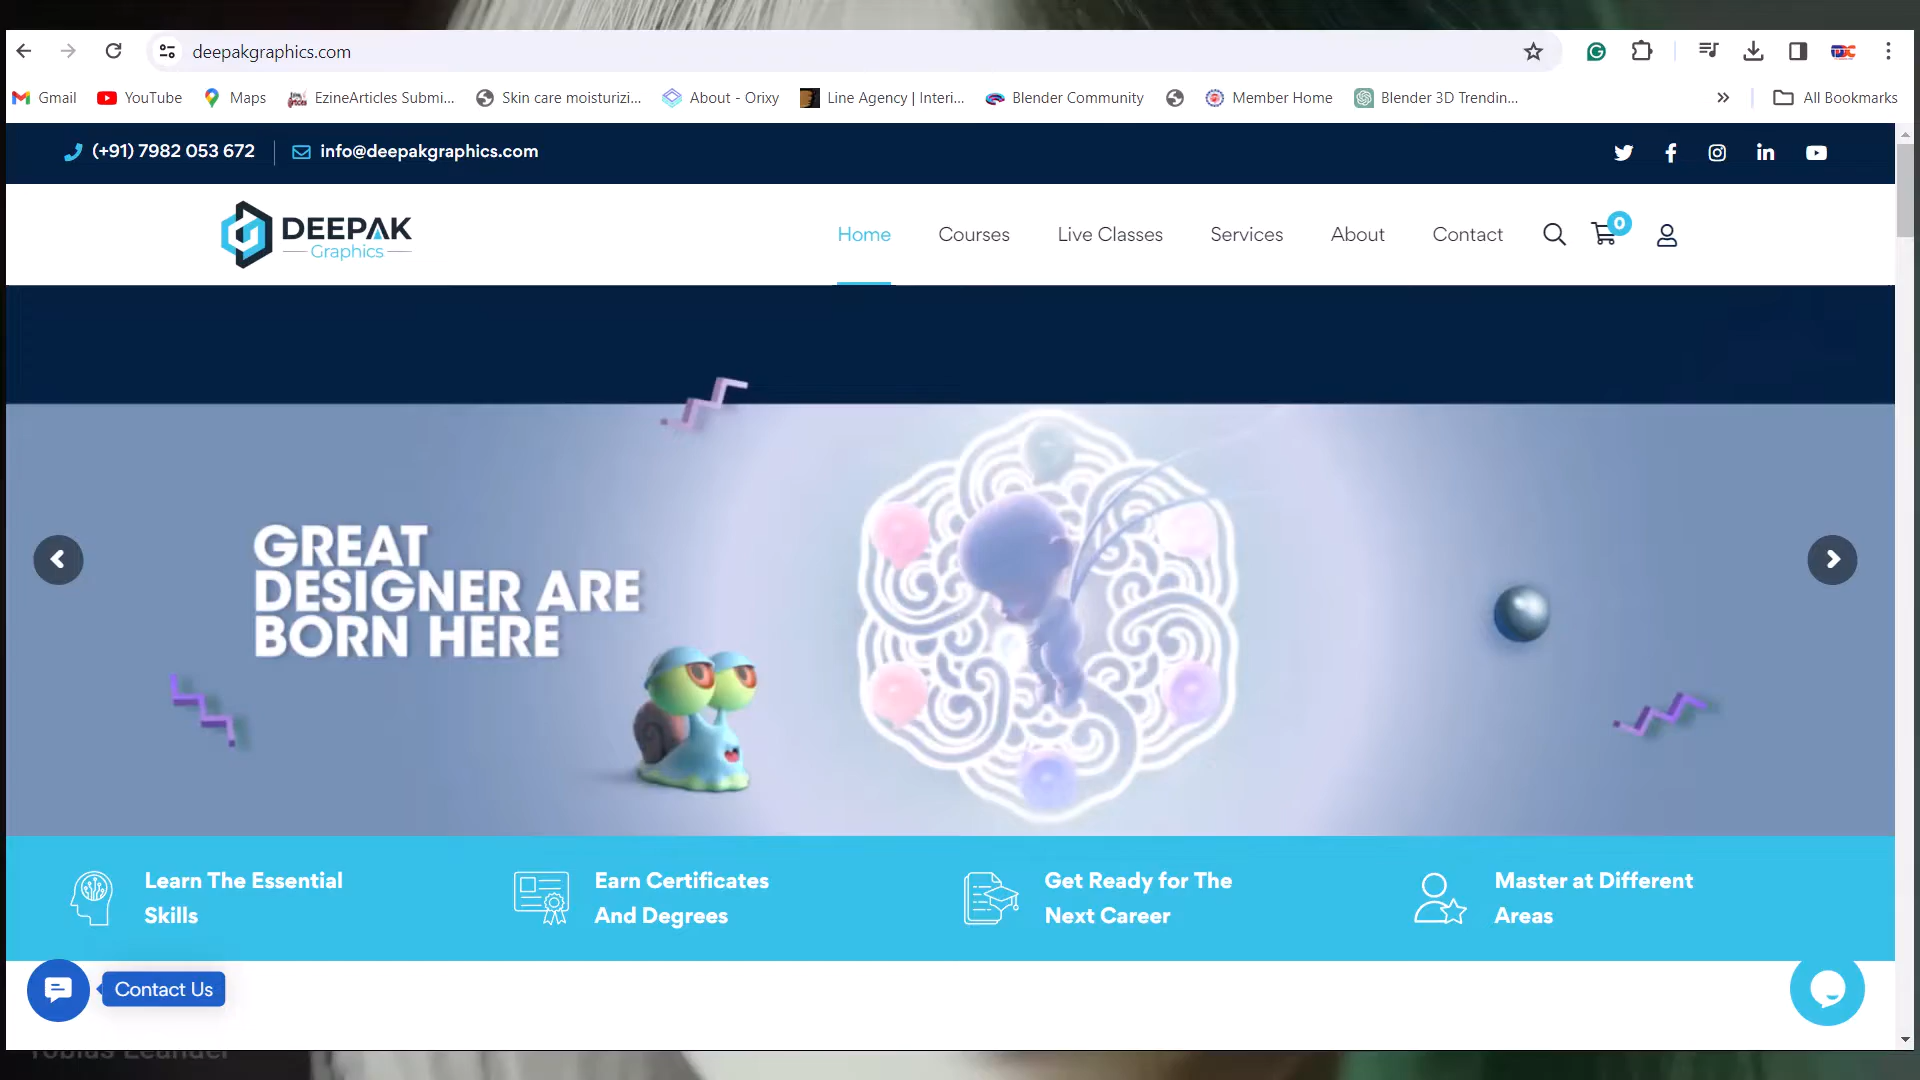 deepakgraphics.com
Gmail
YouTube
Maps
EzineArticles Submi...
Skin care moisturizi...
About - Orixy
Line Agency | Interi...
Blender Community
Member Home
Blender 3D Trendin...
All Bookmarks
(+91) 7982 053 672
info@deepakgraphics.com
DEEPAK
Graphics
Home
Courses
Live Classes
Services
About
Contact
0
GREAT
DESIGNER ARE
BORN HERE
Learn The Essential
Skills
Earn Certificates
And Degrees
Get Ready for The
Next Career
Master at Different
Areas
Contact Us
Tobias Leander